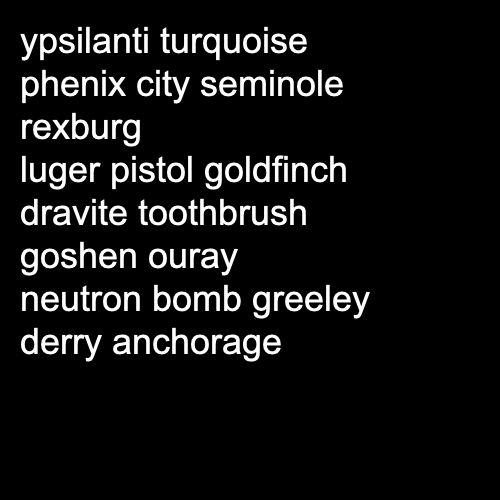 ypsilanti turquoise
phenix city seminole
rexburg
luger pistol goldfinch
dravite toothbrush
goshen ouray
neutron bomb greeley
derry anchorage